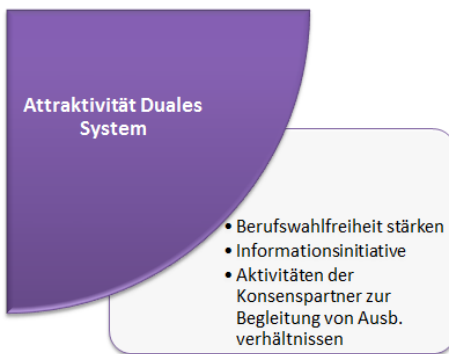 Attraktivität Duales
System
• Berufswahlfreiheit stärken
• Informationsinitiative
• Aktivitäten der
Konsenspartner zur
Begleitung von Ausb.
verhältnissen